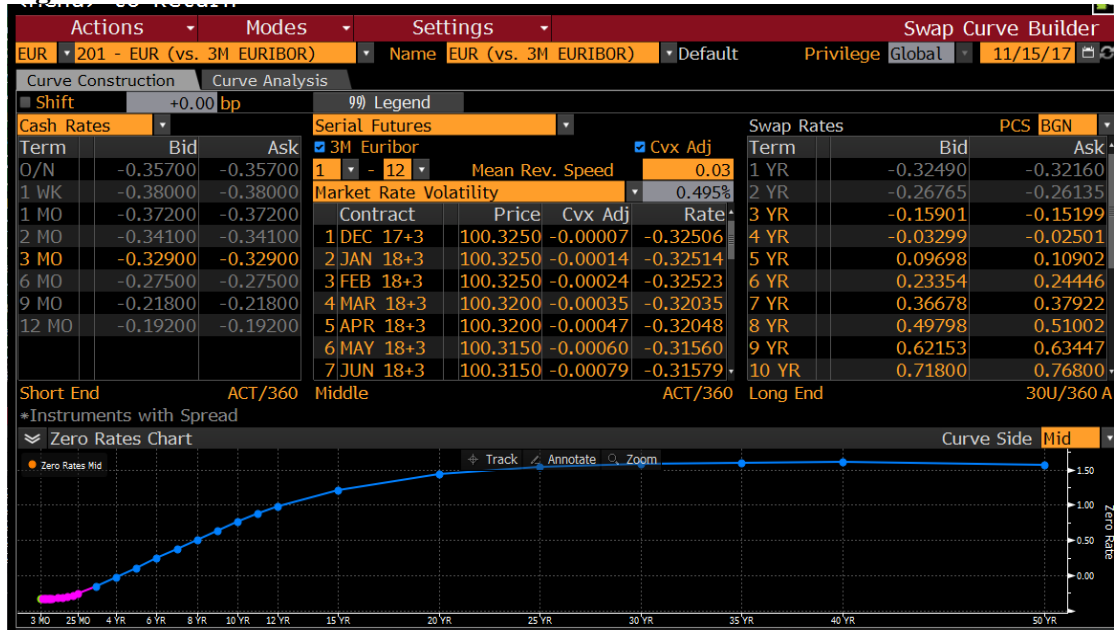 <Menu> to Return
Actions Modes Settings Swap Curve Builder
EUR 201 - EUR (vs. 3M EURIBOR) Name EUR (vs. 3M EURIBOR) Default Privilege Global 11/15/17
Curve Construction Curve Analysis
Shift +0.00 bp 99) Legend
Cash Rates Serial Futures Swap Rates PCS BGN
Term Bid Ask 3M Euribor Cvx Adj Term Bid Ask
O/N -0.35700 -0.35700 1 - 12 Mean Rev. Speed 0.03 1 YR -0.32490 -0.32160
1 WK -0.38000 -0.38000 Market Rate Volatility 0.495% 2 YR -0.26765 -0.26135
1 MO -0.37200 -0.37200 Contract Price Cvx Adj Rate 3 YR -0.15901 -0.15199
2 MO -0.34100 -0.34100 1 DEC 17+3 100.3250 -0.00007 -0.32506 4 YR -0.03299 -0.02501
3 MO -0.32900 -0.32900 2 JAN 18+3 100.3250 -0.00014 -0.32514 5 YR 0.09698 0.10902
6 MO -0.27500 -0.27500 3 FEB 18+3 100.3250 -0.00024 -0.32523 6 YR 0.23354 0.24446
9 MO -0.21800 -0.21800 4 MAR 18+3 100.3200 -0.00035 -0.32035 7 YR 0.36678 0.37922
12 MO -0.19200 -0.19200 5 APR 18+3 100.3200 -0.00047 -0.32048 8 YR 0.49798 0.51002
6 MAY 18+3 100.3150 -0.00060 -0.31560 9 YR 0.62153 0.63447
7 JUN 18+3 100.3150 -0.00079 -0.31579 10 YR 0.71800 0.76800
Short End ACT/360 Middle ACT/360 Long End 30U/360 A
*Instruments with Spread
Zero Rates Chart Curve Side Mid
Zero Rates Mid Track Annotate Zoom
1.50
1.00
0.50
0.00
Zero Rate
3 MO 25 MO 4 YR 6 YR 8 YR 10 YR 12 YR 15 YR 20 YR 25 YR 30 YR 35 YR 40 YR 50 YR